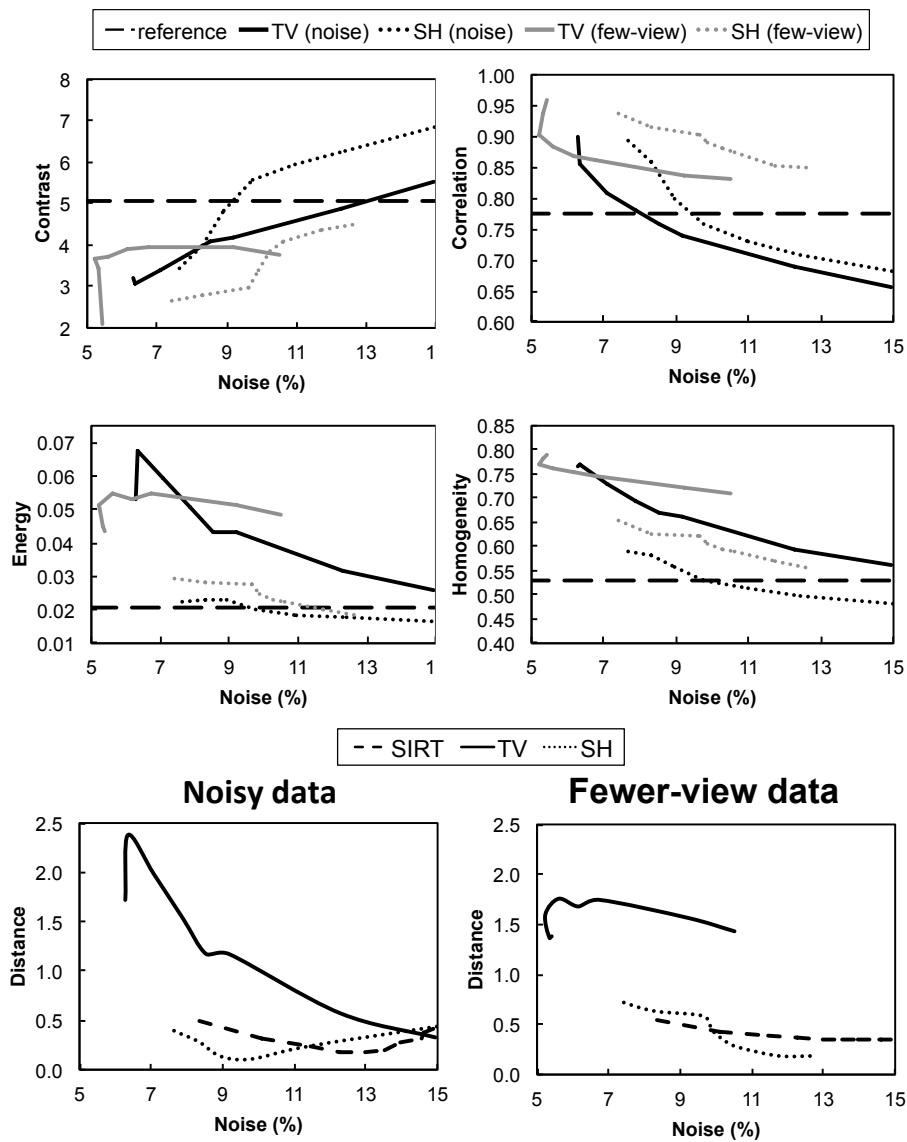 reference TV (noise) SH (noise) TV (few-view) SH (few-view)
8
7
6
5
4
3
2
Contrast
5 7 9 11 13 1
Noise (%)
1.00
0.95
0.90
0.85
0.80
0.75
0.70
0.65
0.60
Correlation
5 7 9 11 13 15
Noise (%)
0.07
0.06
0.05
0.04
0.03
0.02
0.01
Energy
5 7 9 11 13 1
Noise (%)
0.85
0.80
0.75
0.70
0.65
0.60
0.55
0.50
0.45
0.40
Homogeneity
5 7 9 11 13 15
Noise (%)
SIRT TV SH
Noisy data
2.5
2.0
1.5
1.0
0.5
0.0
Distance
5 7 9 11 13 15
Noise (%)
Fewer-view data
2.5
2.0
1.5
1.0
0.5
0.0
Distance
5 7 9 11 13 15
Noise (%)